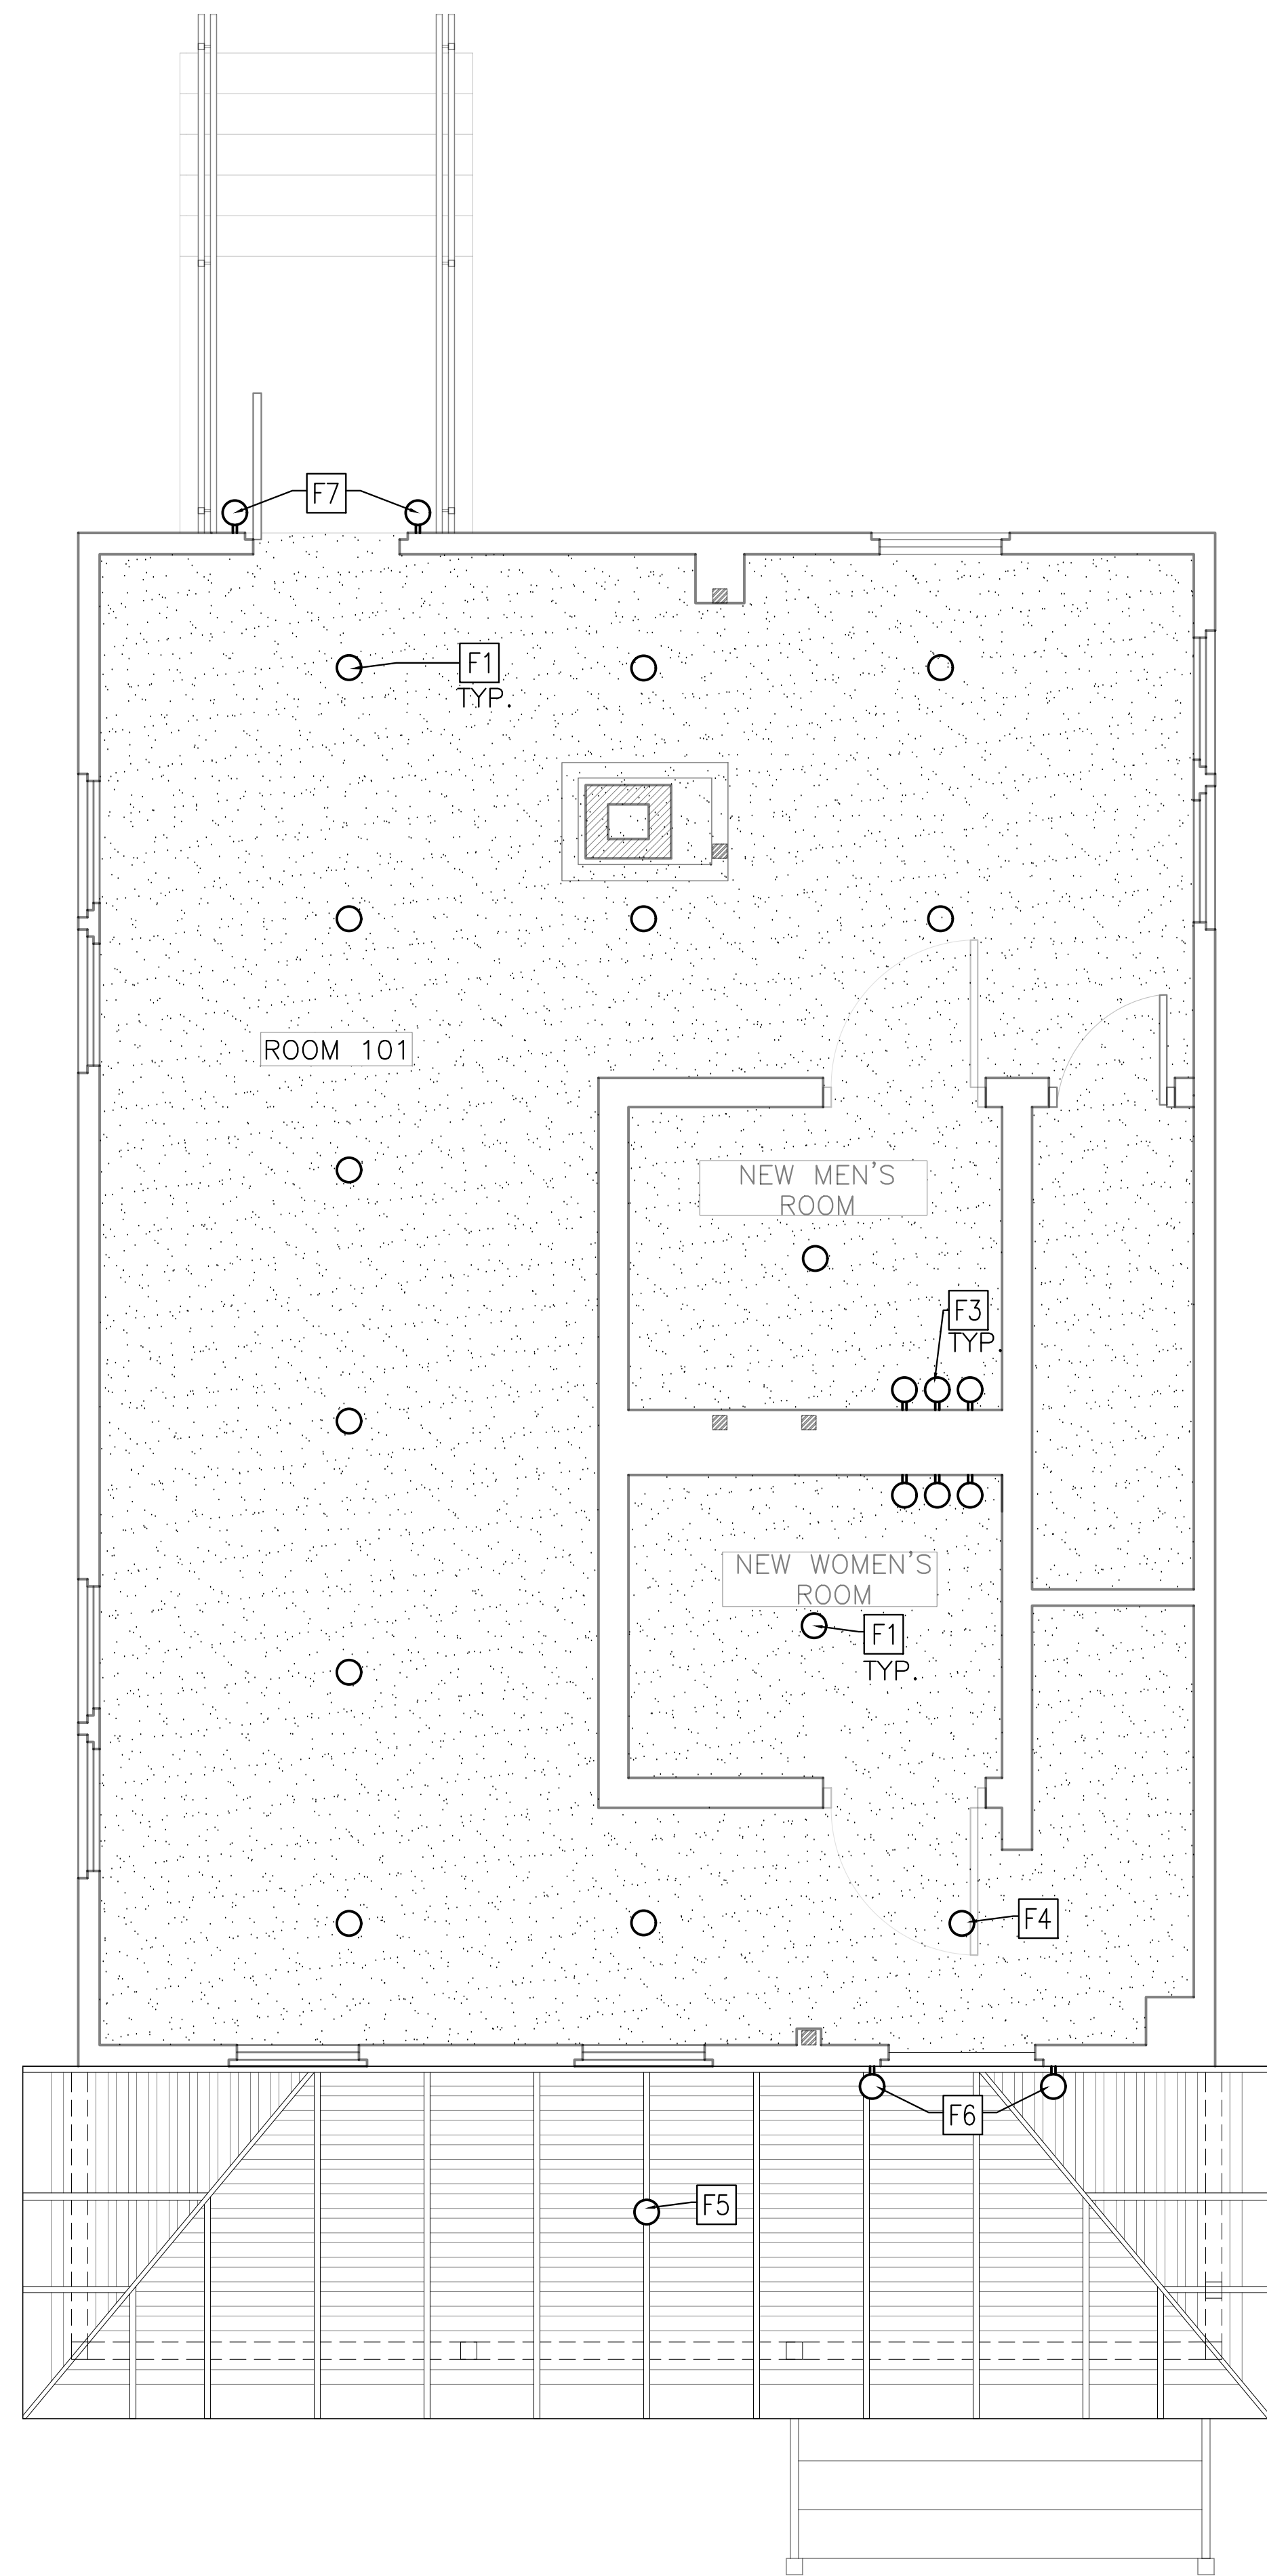 F7
F1
TYP.
ROOM 101
NEW MEN'S
ROOM
F3
TYP.
NEW WOMEN'S
ROOM
F1
TYP.
F4
F6
F5